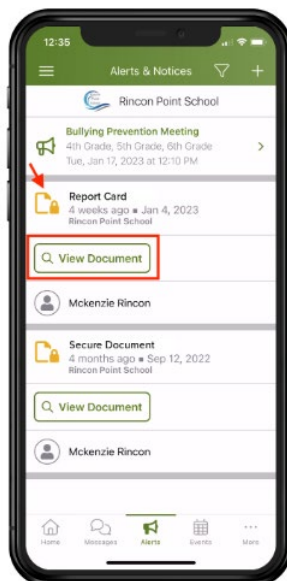 12:35
Alerts & Notices
Rincon Point School
Bullying Prevention Meeting
4th Grade, 5th Grade, 6th Grade
Tue, Jan 17, 2023 at 12:10 PM
Report Card
4 weeks ago ▪ Jan 4, 2023
Rincon Point School
View Document
Mckenzie Rincon
Secure Document
4 months ago ▪ Sep 12, 2022
Rincon Point School
View Document
Mckenzie Rincon
Home Messages Alerts Events More